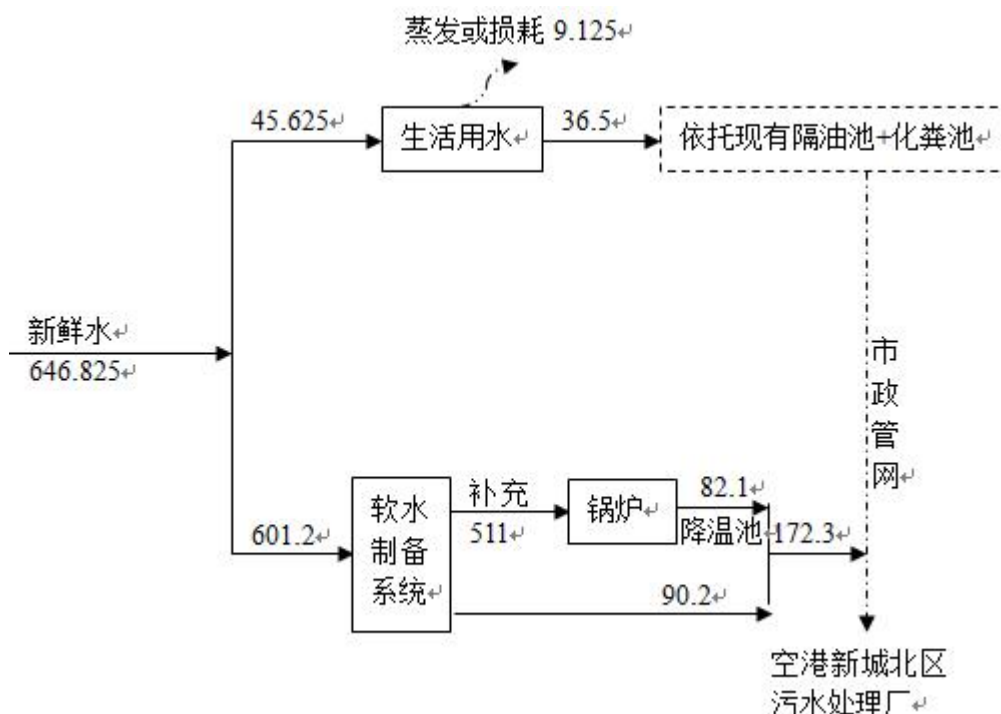 蒸发或损耗 9.125↵
45.625↵
生活用水↵
36.5↵
依托现有隔油池+化粪池↵
新鲜水↵
646.825↵
市
政
管
网↵
601.2↵
软水
制备
系统↵
补充↵
511↵
锅炉↵
82.1↵
降温池↵
172.3↵
90.2↵
空港新城北区
污水处理厂↵